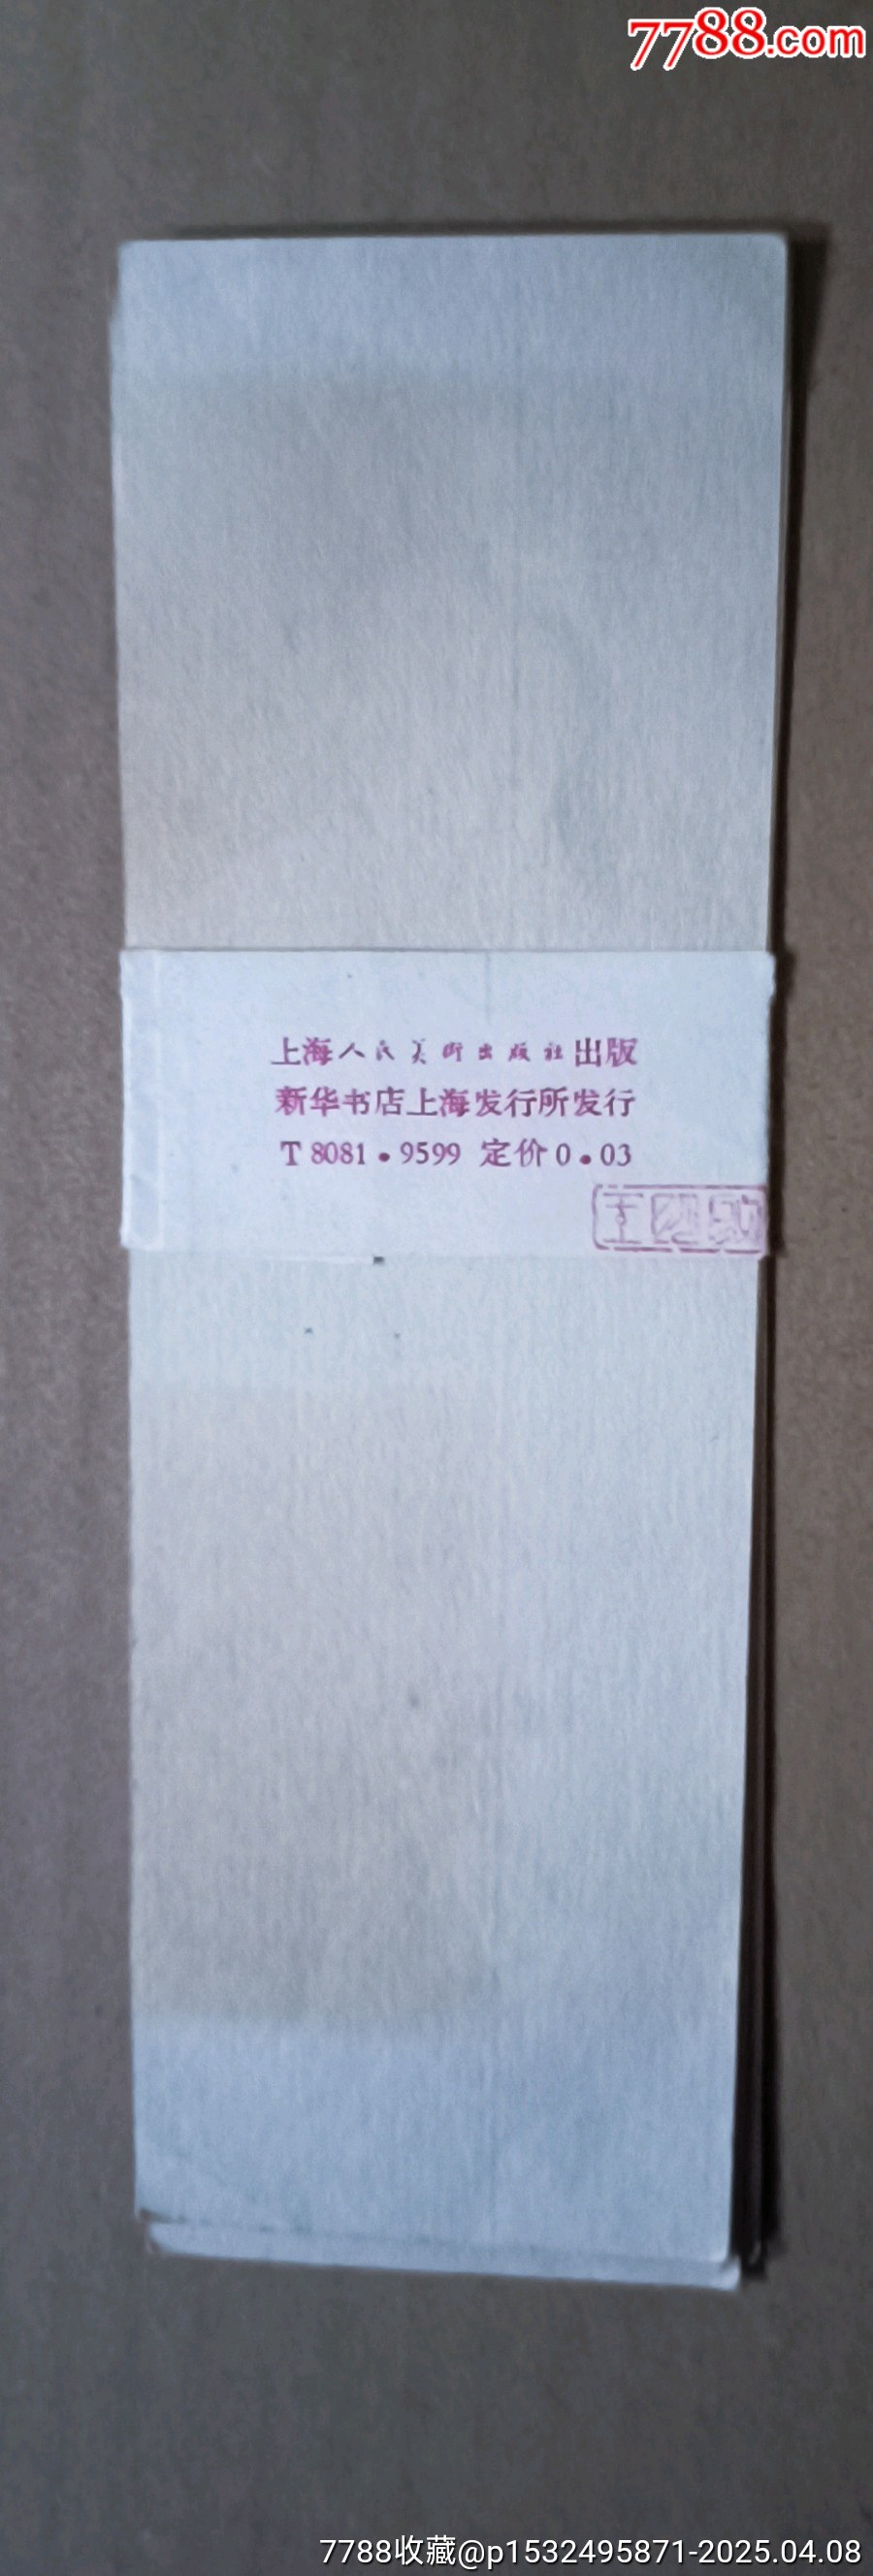 7788.com
上海人民美術出版社出版
新华书店上海发行所发行
T 8081·9599 定价0·03
7788收藏@p1532495871-2025.04.08